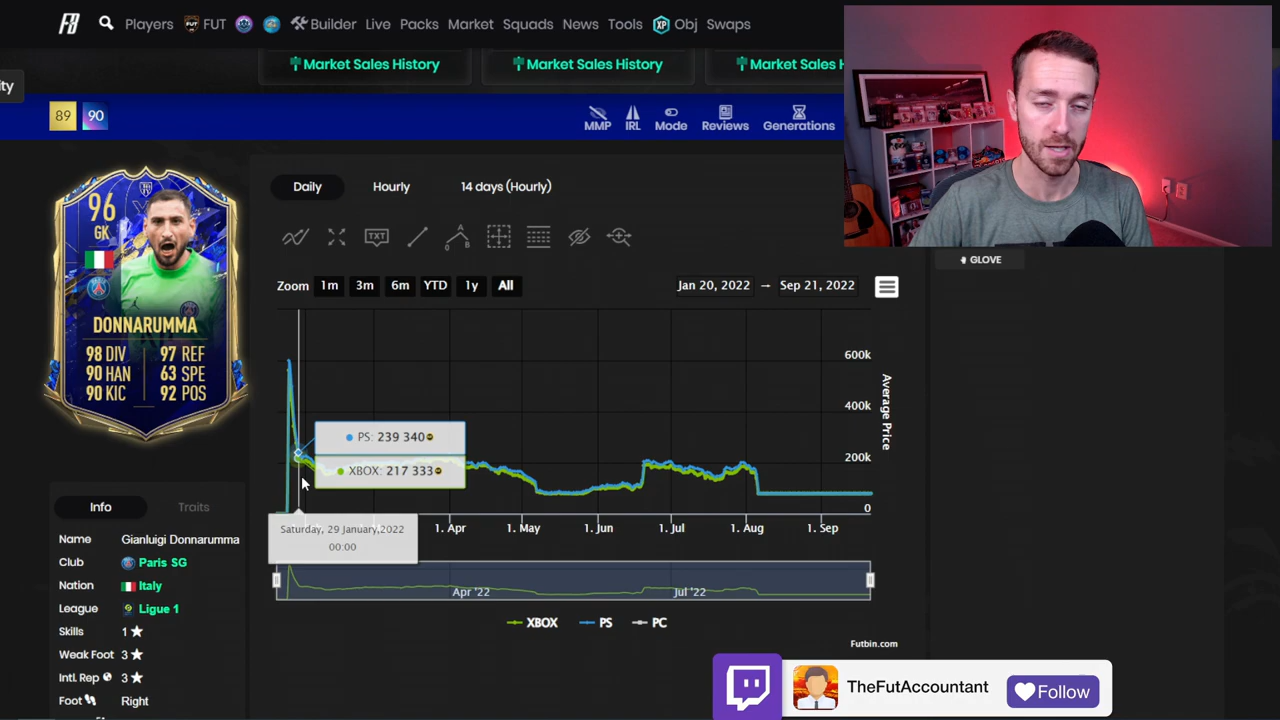 Players FUT Builder Live Packs Market Squads News Tools XP Obj Swaps
Market Sales History Market Sales History Market Sales H
ty
89 90
MMP IRL Mode Reviews Generations
Daily Hourly 14 days (Hourly)
96
GK
DONNARUMMA
98 DIV 97 REF
90 HAN 63 SPE
90 KIC 92 POS
TXT
A
0 B
Zoom 1m 3m 6m YTD 1y All
Jan 20, 2022 → Sep 21, 2022
GLOVE
600k
400k
200k
0
Average Price
PS: 239 340
XBOX: 217 333
Saturday, 29 January,2022
00:00
1. Apr 1. May 1. Jun 1. Jul 1. Aug 1. Sep
Apr '22 Jul '22
XBOX PS PC
Futbin.com
Info Traits
Name Gianluigi Donnarumma
Club Paris SG
Nation Italy
League Ligue 1
Skills 1 ★
Weak Foot 3 ★
Intl. Rep 3 ★
Foot Right
TheFutAccountant
Follow